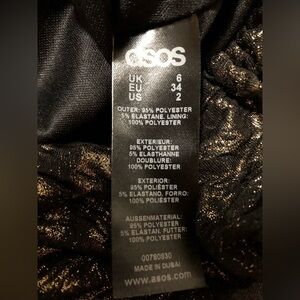 asos
UK 6
EU 34
US 2
OUTER: 95% POLYESTER
5% ELASTANE, LINING:
100% POLYESTER
EXTERIEUR:
95% POLYESTER
5% ELASTHANNE
DOUBLURE:
100% POLYESTER
EXTERIOR:
95% POLIÉSTER
5% ELASTANO, FORRO:
100% POLIÉSTER
AUSSENMATERIAL:
95% POLYESTER
5% ELASTAN, FUTTER:
100% POLYESTER
00780930
MADE IN DUBAI
www.asos.com